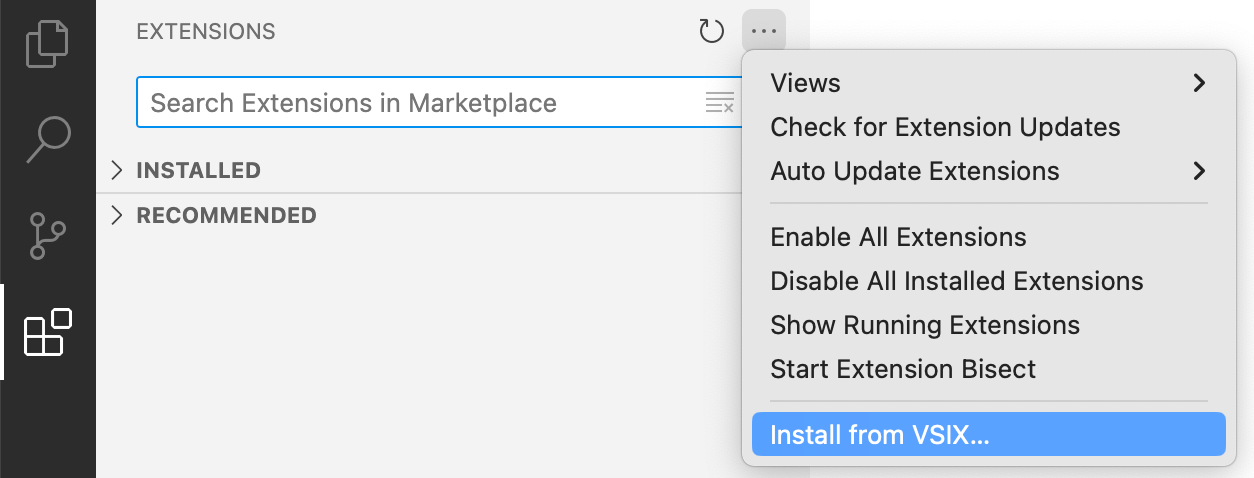 EXTENSIONS
Search Extensions in Marketplace
INSTALLED
RECOMMENDED
Views
Check for Extension Updates
Auto Update Extensions
Enable All Extensions
Disable All Installed Extensions
Show Running Extensions
Start Extension Bisect
Install from VSIX...